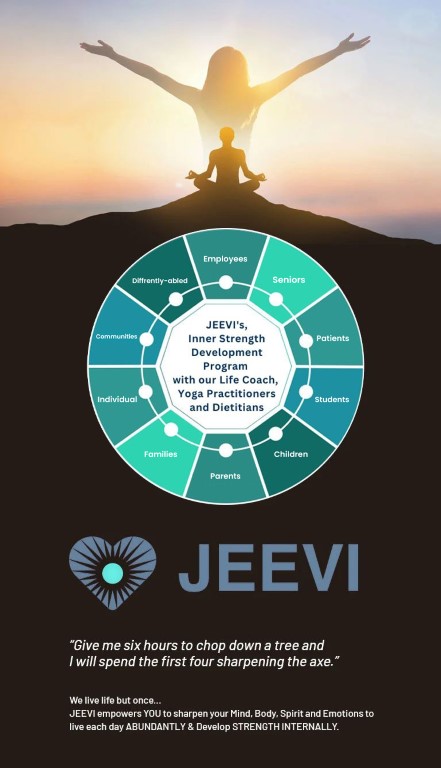 Employees
Seniors
Patients
Students
Children
Parents
Families
Individual
Communities
Diffrently-abled
JEEVI's,
Inner Strength
Development
Program
with our Life Coach,
Yoga Practitioners
and Dietitians
JEEVI
“Give me six hours to chop down a tree and
I will spend the first four sharpening the axe.”
We live life but once...
JEEVI empowers YOU to sharpen your Mind, Body, Spirit and Emotions to
live each day ABUNDANTLY & Develop STRENGTH INTERNALLY.